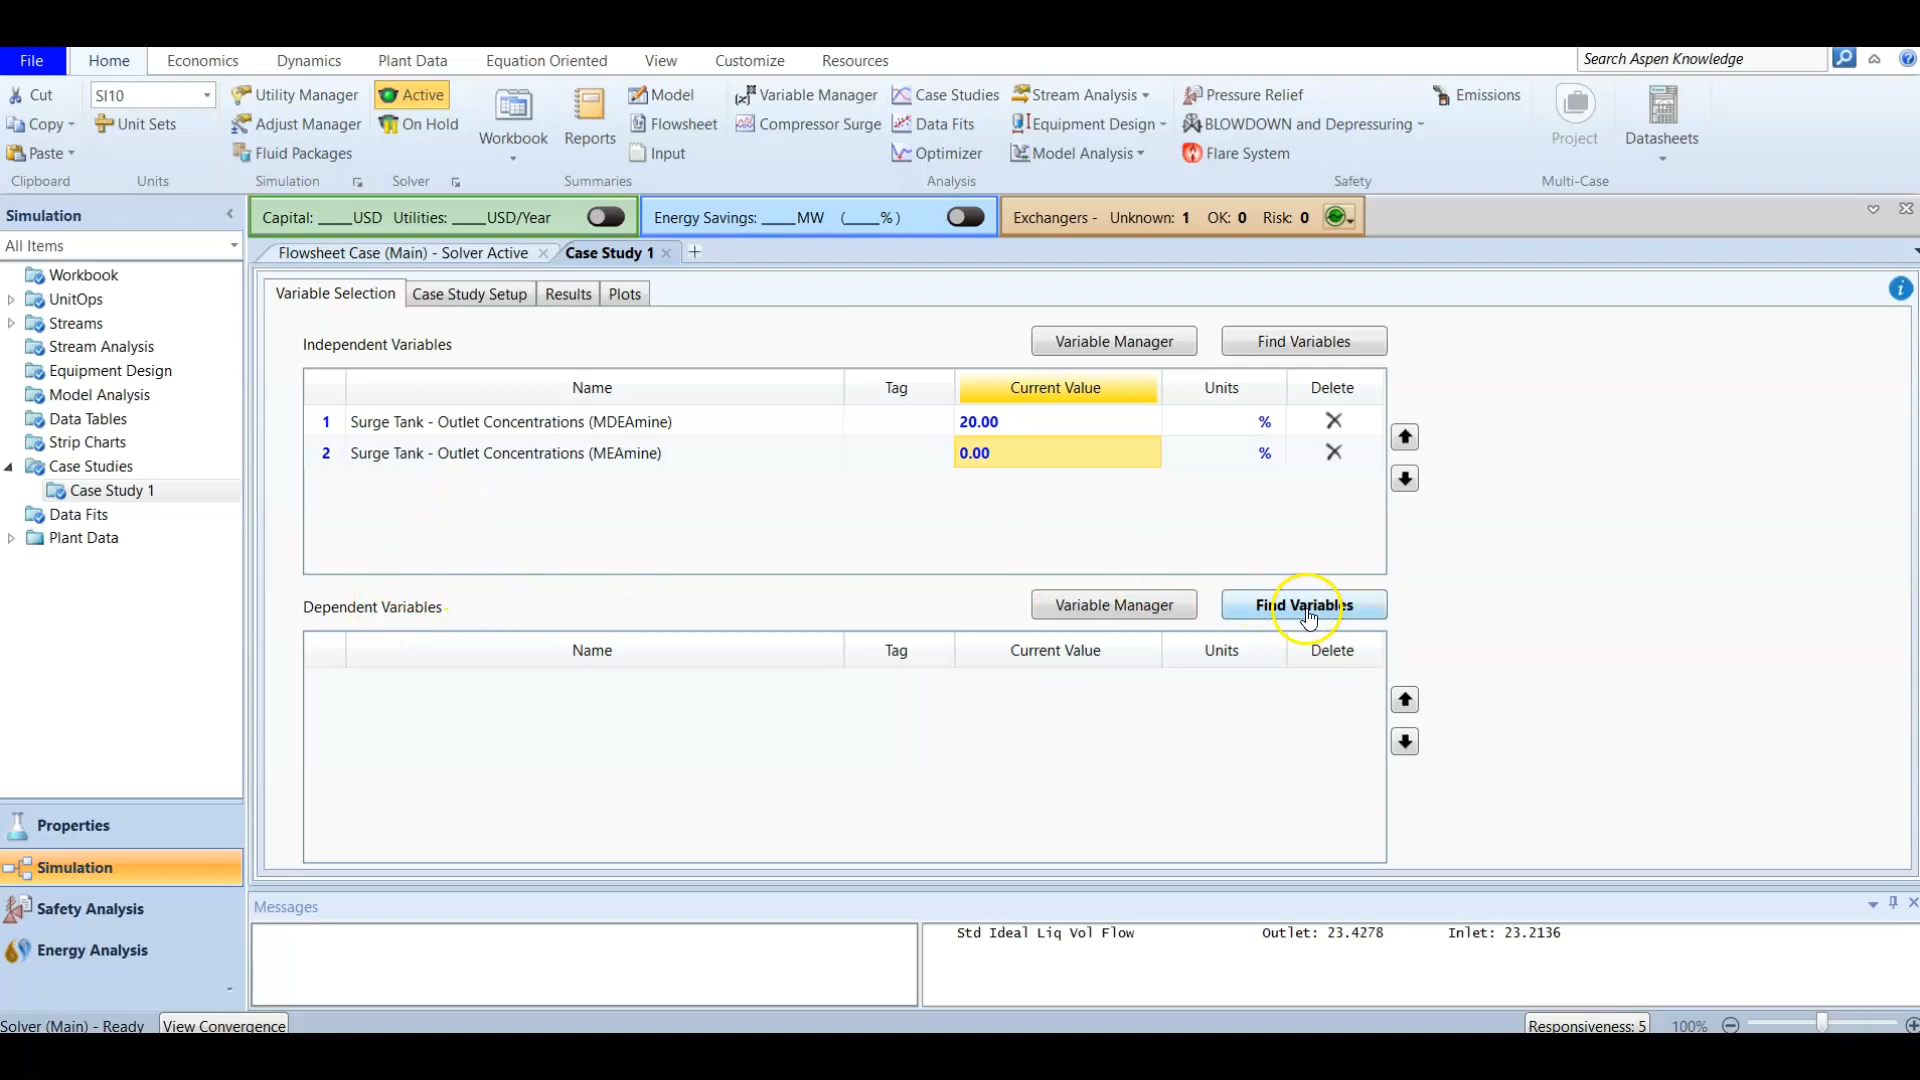 File Home Economics Dynamics Plant Data Equation Oriented View Customize Resources Search Aspen Knowledge
Cut SI10 Utility Manager Active Model Variable Manager Case Studies Stream Analysis Pressure Relief Emissions
Copy Unit Sets Adjust Manager On Hold Workbook Reports Flowsheet Compressor Surge Data Fits Equipment Design BLOWDOWN and Depressuring Project Datasheets
Paste Fluid Packages Input Optimizer Model Analysis Flare System
Clipboard Units Simulation Solver Summaries Analysis Safety Multi-Case
Simulation
Capital: _____USD Utilities: _____USD/Year Energy Savings: _____MW (_____%) Exchangers - Unknown: 1 OK: 0 Risk: 0
All Items
Flowsheet Case (Main) - Solver Active Case Study 1 +
Workbook
UnitOps
Streams
Stream Analysis
Equipment Design
Model Analysis
Data Tables
Strip Charts
Case Studies
Case Study 1
Data Fits
Plant Data
Properties
Simulation
Safety Analysis
Energy Analysis
Variable Selection Case Study Setup Results Plots
Independent Variables Variable Manager Find Variables
Name Tag Current Value Units Delete
1 Surge Tank - Outlet Concentrations (MDEAmine) 20.00 %
2 Surge Tank - Outlet Concentrations (MEAmine) 0.00 %
Dependent Variables Variable Manager Find Variables
Name Tag Current Value Units Delete
Messages
Std Ideal Liq Vol Flow Outlet: 23.4278 Inlet: 23.2136
Solver (Main) - Ready View Convergence Responsiveness: 5 100%